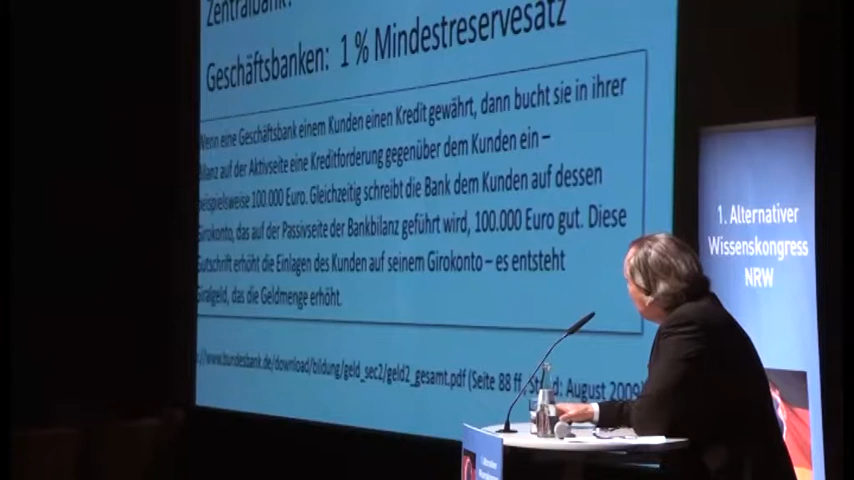 Zentralbank:
Geschäftsbanken: 1 % Mindestreservesatz
Wenn eine Geschäftsbank einem Kunden einen Kredit gewährt, dann bucht sie in ihrer
Bilanz auf der Aktivseite eine Kreditforderung gegenüber dem Kunden ein –
beispielsweise 100.000 Euro. Gleichzeitig schreibt die Bank dem Kunden auf dessen
Girokonto, das auf der Passivseite der Bankbilanz geführt wird, 100.000 Euro gut. Diese
Gutschrift erhöht die Einlagen des Kunden auf seinem Girokonto – es entsteht
Giralgeld, das die Geldmenge erhöht.
://www.bundesbank.de/download/bildung/geld_sec2/geld2_gesamt.pdf (Seite 88 ff, Stand: August 2009
1. Alternativer
Wissenskongress
NRW